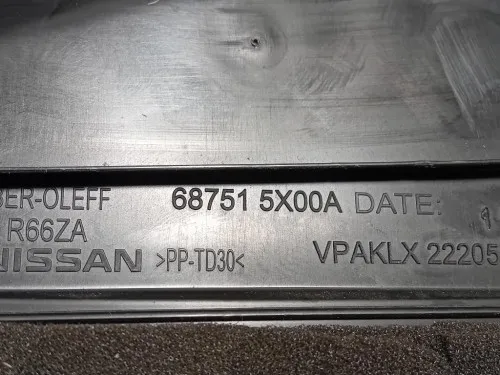 BER-OLEFF 68751 5X00A DATE:
R66ZA
NISSAN >PP-TD30< VPAKLX 22205